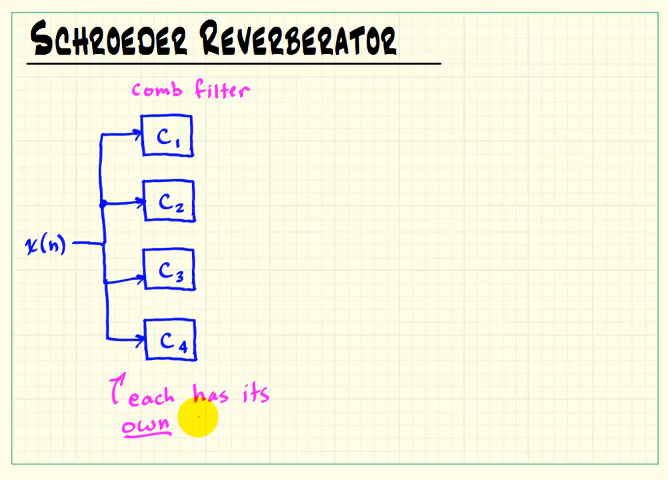 SCHROEDER REVERBERATOR
comb filter
C1
C2
x(n)
C3
C4
each has its
own